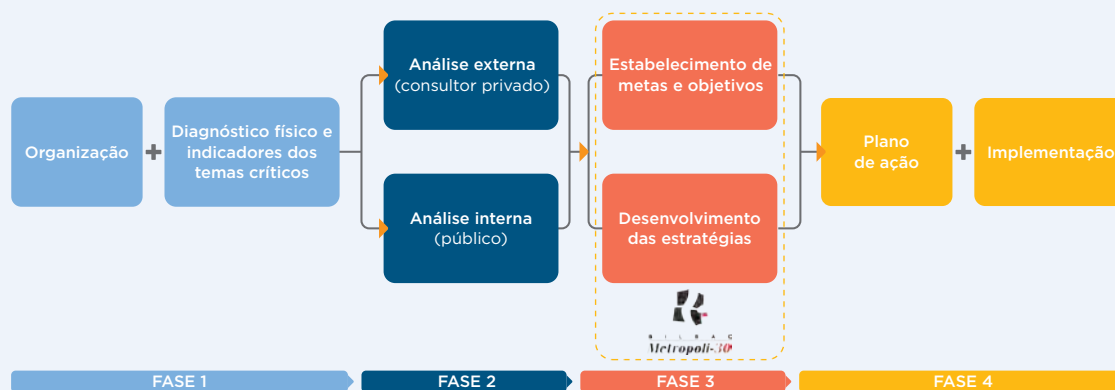 Organização
+
Diagnóstico físico e
indicadores dos
temas críticos
Análise externa
(consultor privado)
Análise interna
(público)
Estabelecimento de
metas e objetivos
Desenvolvimento
das estratégias
BILBAO
Metropoli-30
Plano
de ação
+
Implementação
FASE 1
FASE 2
FASE 3
FASE 4